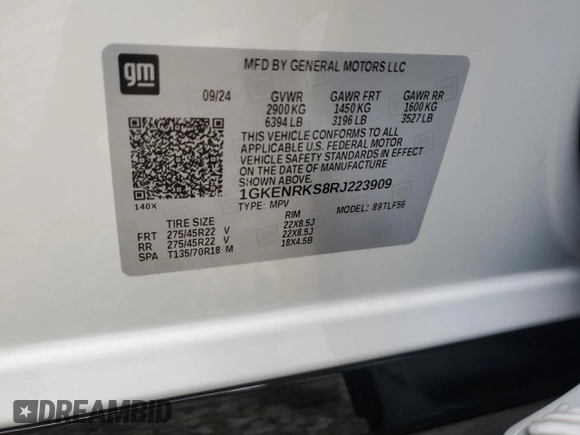 gm
MFD BY GENERAL MOTORS LLC
09/24 GVWR GAWR FRT GAWR RR
2900 KG 1450 KG 1600 KG
6394 LB 3196 LB 3527 LB
THIS VEHICLE CONFORMS TO ALL
APPLICABLE U.S. FEDERAL MOTOR
VEHICLE SAFETY STANDARDS IN EFFECT
ON THE DATE OF MANUFACTURE
SHOWN ABOVE.
1GKENRKS8RJ223909
140X TYPE: MPV MODEL: 89TLF56
TIRE SIZE RIM
FRT 275/45R22 V 22X8.5J
RR 275/45R22 V 22X8.5J
SPA T135/70R18 M 18X4.5B
DREAMBID